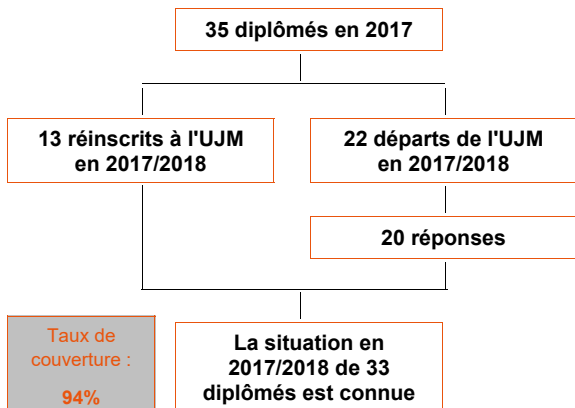 35 diplômés en 2017
13 réinscrits à l'UJM
en 2017/2018
22 départs de l'UJM
en 2017/2018
20 réponses
Taux de
couverture :
94%
La situation en
2017/2018 de 33
diplômés est connue